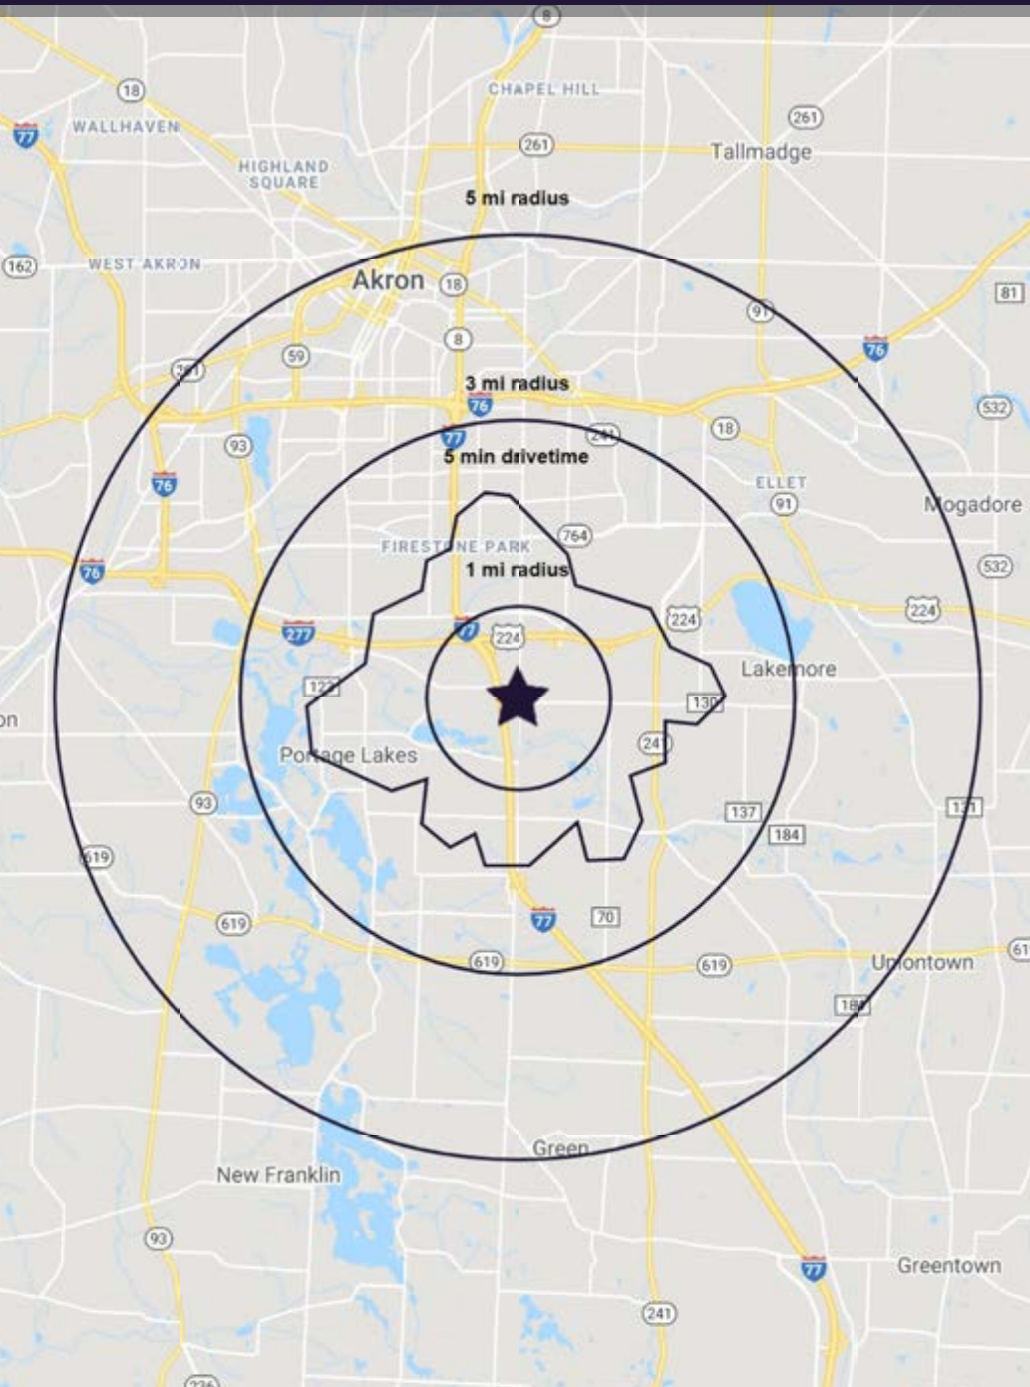 8
CHAPEL HILL
18
261
WALLHAVEN
77
261
Tallmadge
HIGHLAND
SQUARE
5 mi radius
162
WEST AKRON
Akron
18
81
91
8
76
59
3 mi radius
76
532
18
77
241
93
5 min drivetime
ELLET
76
91
Mogadore
764
FIRESTONE PARK
1 mi radius
76
532
224
224
277
77
224
Lakemore
123
130
on
241
Portage Lakes
93
137
131
184
619
70
619
77
619
619
619
Uniontown
Green
New Franklin
93
77
Greentown
241